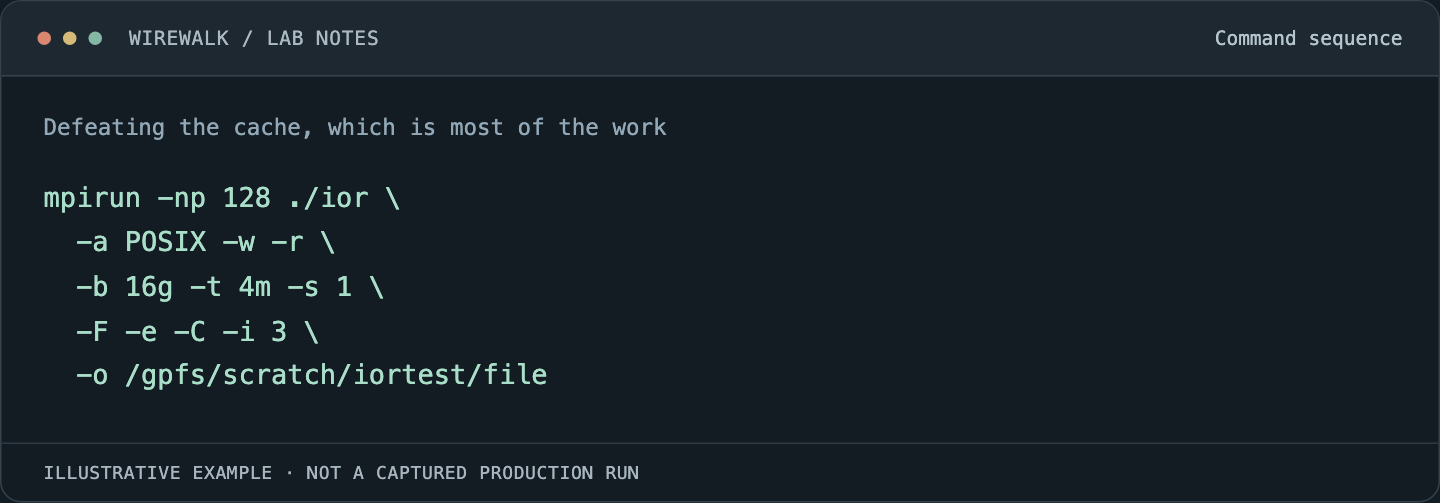 WIREWALK / LAB NOTES
Command sequence
Defeating the cache, which is most of the work
mpirun -np 128 ./ior \
-a POSIX -w -r \
-b 16g -t 4m -s 1 \
-F -e -C -i 3 \
-o /gpfs/scratch/iortest/file
ILLUSTRATIVE EXAMPLE · NOT A CAPTURED PRODUCTION RUN